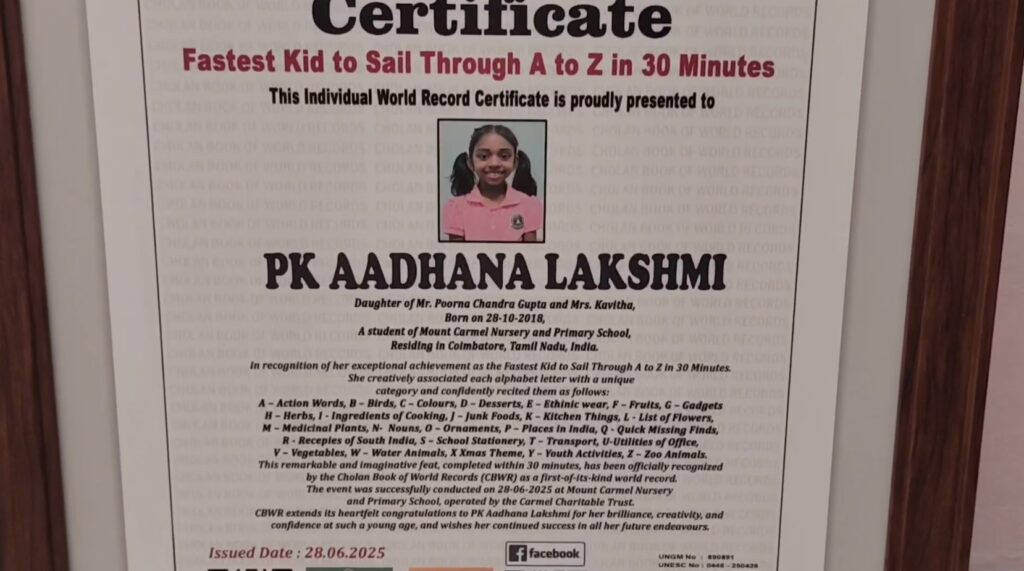 Certificate
Fastest Kid to Sail Through A to Z in 30 Minutes
This Individual World Record Certificate is proudly presented to
PK AADHANA LAKSHMI
Daughter of Mr. Poorna Chandra Gupta and Mrs. Kavitha,
Born on 28-10-2018,
A student of Mount Carmel Nursery and Primary School,
Residing in Coimbatore, Tamil Nadu, India.
In recognition of her exceptional achievement as the Fastest Kid to Sail Through A to Z in 30 Minutes.
She creatively associated each alphabet letter with a unique
category and confidently recited them as follows:
A – Action Words, B – Birds, C – Colours, D – Desserts, E – Ethinic wear, F – Fruits, G – Gadgets
H – Herbs, I - Ingredients of Cooking, J – Junk Foods, K – Kitchen Things, L - List of Flowers,
M – Medicinal Plants, N- Nouns, O – Ornaments, P – Places in India, Q - Quick Missing Finds,
R - Recepies of South India, S – School Stationery, T – Transport, U-Utilities of Office,
V – Vegetables, W – Water Animals, X Xmas Theme, Y – Youth Activities, Z – Zoo Animals.
This remarkable and imaginative feat, completed within 30 minutes, has been officially recognized
by the Cholan Book of World Records (CBWR) as a first-of-its-kind world record.
The event was successfully conducted on 28-06-2025 at Mount Carmel Nursery
and Primary School, operated by the Carmel Charitable Trust.
CBWR extends its heartfelt congratulations to PK Aadhana Lakshmi for her brilliance, creativity, and
confidence at such a young age, and wishes her continued success in all her future endeavours.
Issued Date : 28.06.2025
facebook
UNGM No : 890891
UNESC No : 0446 - 250426